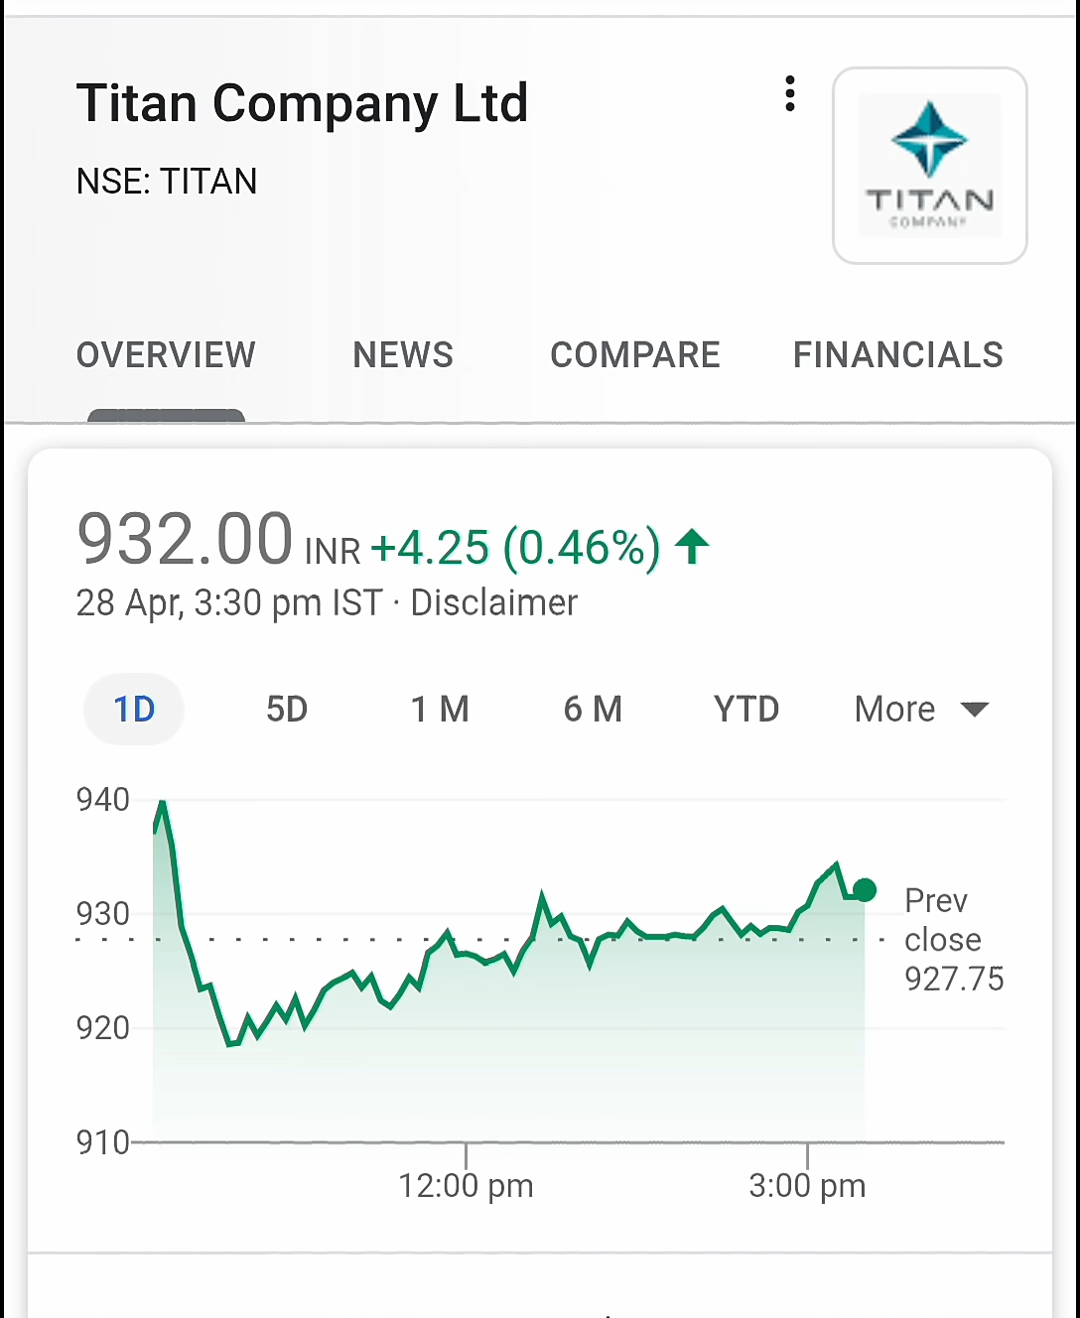 Titan Company Ltd
NSE: TITAN
TITAN
COMPANY
OVERVIEW NEWS COMPARE FINANCIALS
932.00 INR +4.25 (0.46%)
28 Apr, 3:30 pm IST · Disclaimer
1D 5D 1 M 6 M YTD More
940
930
920
910
Prev
close
927.75
12:00 pm 3:00 pm